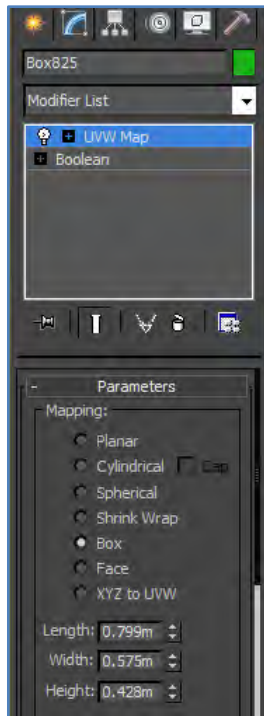 Box825
Modifier List
UVW Map
Boolean
- Parameters
Mapping:
Planar
Cylindrical Cap
Spherical
Shrink Wrap
Box
Face
XYZ to UVW
Length: 0.799m
Width: 0.575m
Height: 0.428m